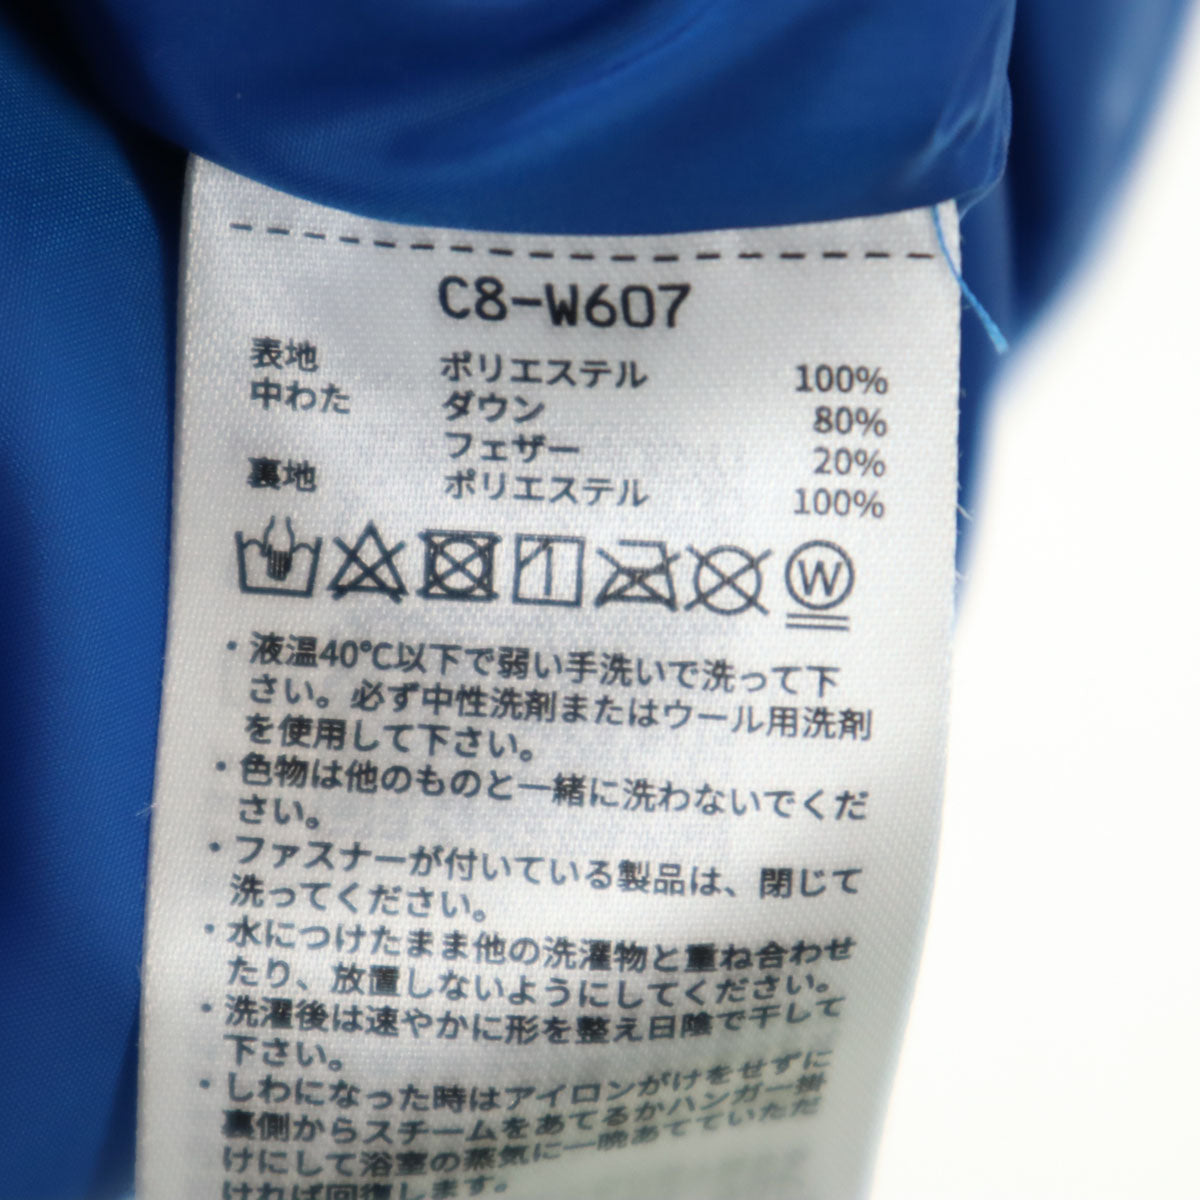 C8-W607
表地 ポリエステル 100%
中わた ダウン 80%
フェザー 20%
裏地 ポリエステル 100%
W
・液温40℃以下で弱い手洗いで洗って下
さい。必ず中性洗剤またはウール用洗剤
を使用して下さい。
・色物は他のものと一緒に洗わないでくだ
さい。
・ファスナーが付いている製品は、閉じて
洗ってください。
・水につけたまま他の洗濯物と重ね合わせ
たり、放置しないようにしてください。
・洗濯後は速やかに形を整え日陰で干して
下さい。
・しわになった時はアイロンがけをせずに
裏側からスチームをあてるかハンガー掛
けにして浴室の蒸気に一晩あてていただ
ければ回復します。